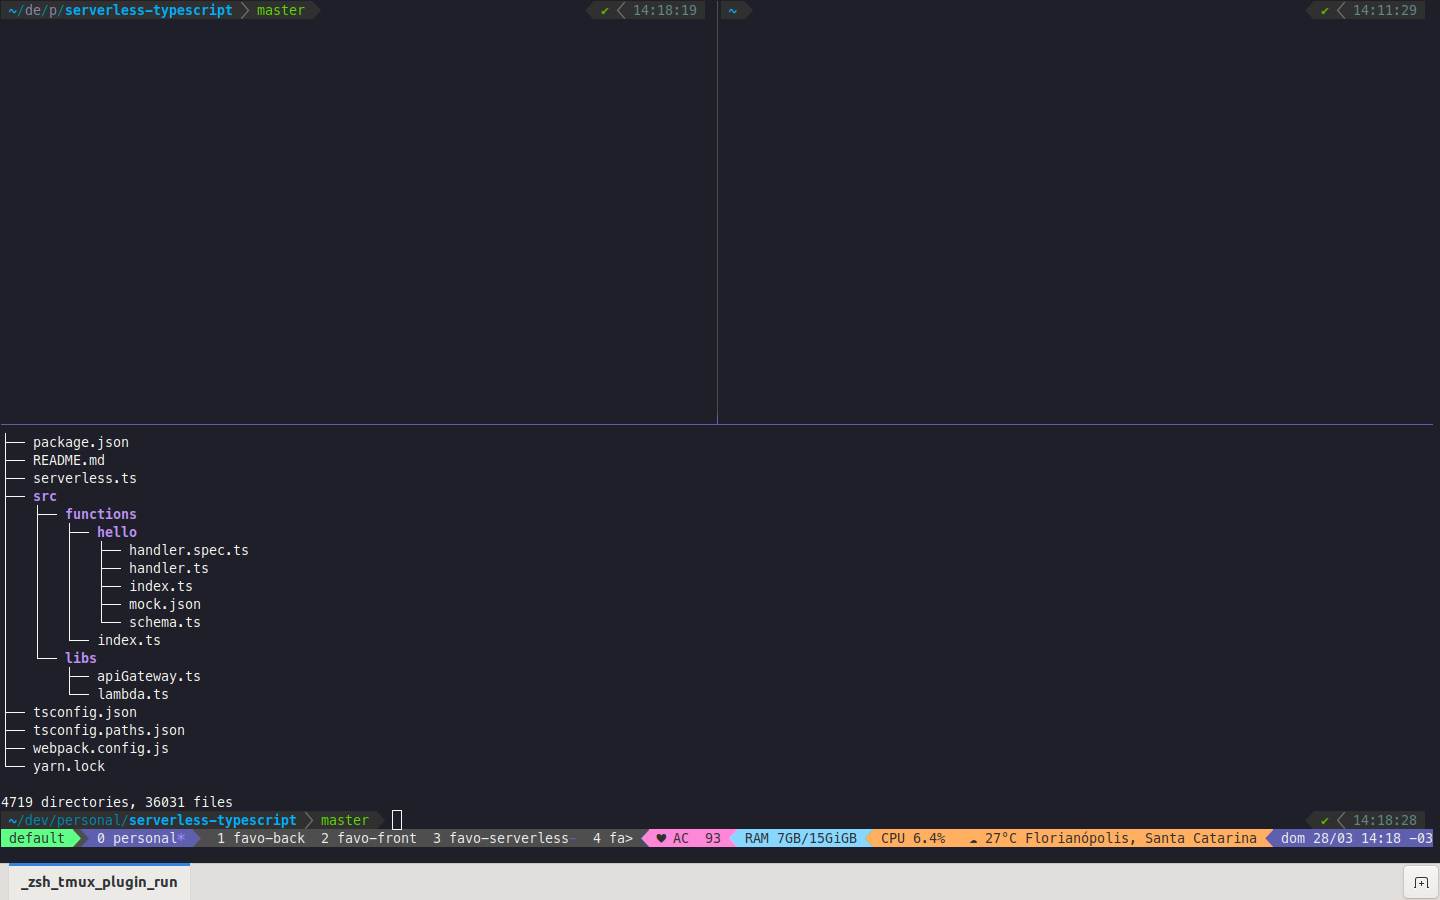 ~/de/p/serverless-typescript master ✔ 14:18:19
~ ✔ 14:11:29
├── package.json
├── README.md
├── serverless.ts
├── src
│   ├── functions
│   │   ├── hello
│   │   │   ├── handler.spec.ts
│   │   │   ├── handler.ts
│   │   │   ├── index.ts
│   │   │   ├── mock.json
│   │   │   └── schema.ts
│   │   └── index.ts
│   └── libs
│       ├── apiGateway.ts
│       └── lambda.ts
├── tsconfig.json
├── tsconfig.paths.json
├── webpack.config.js
└── yarn.lock
4719 directories, 36031 files
~/dev/personal/serverless-typescript master ✔ 14:18:28
default 0 personal* 1 favo-back 2 favo-front 3 favo-serverless- 4 fa> ♥ AC 93 RAM 7GB/15GiGB CPU 6.4% ☁ 27°C Florianópolis, Santa Catarina dom 28/03 14:18 -03
_zsh_tmux_plugin_run